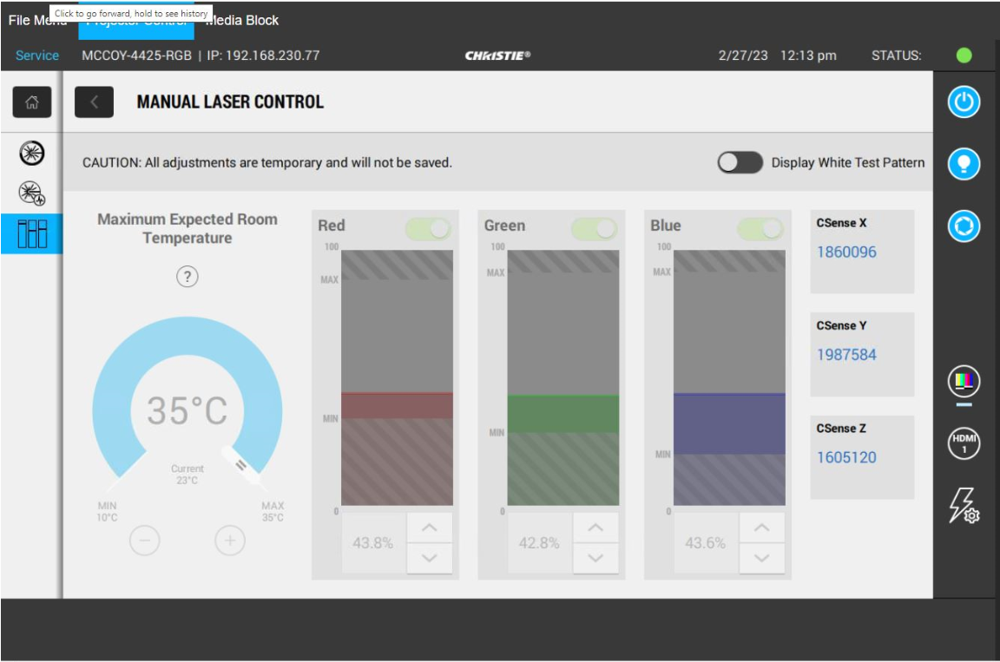 Click to go forward, hold to see history
File Menu Projector Control Media Block
Service MCCOY-4425-RGB | IP: 192.168.230.77 CHRISTIE® 2/27/23 12:13 pm STATUS:
MANUAL LASER CONTROL
CAUTION: All adjustments are temporary and will not be saved.
Display White Test Pattern
Maximum Expected Room
Temperature
?
35°C
Current
23°C
MIN
10°C
MAX
35°C
Red
100
MAX
MIN
0
43.8%
Green
100
MAX
MIN
0
42.8%
Blue
100
MAX
MIN
0
43.6%
CSense X
1860096
CSense Y
1987584
CSense Z
1605120
HDMI
1